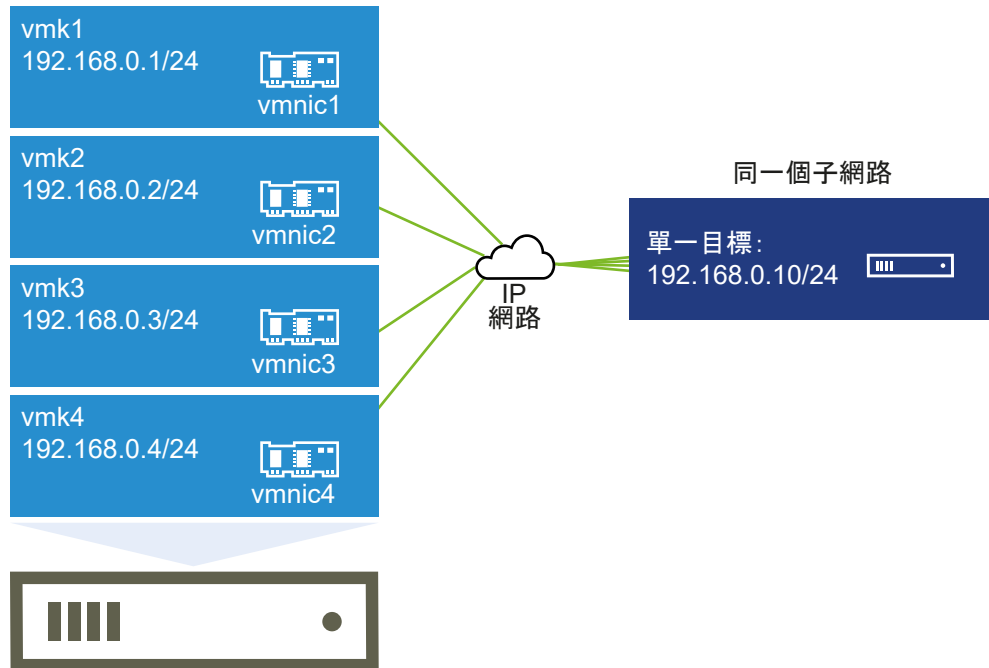 vmk1
192.168.0.1/24
vmnic1
vmk2
192.168.0.2/24
vmnic2
vmk3
192.168.0.3/24
vmnic3
vmk4
192.168.0.4/24
vmnic4
IP
網路
同一個子網路
單一目標：
192.168.0.10/24